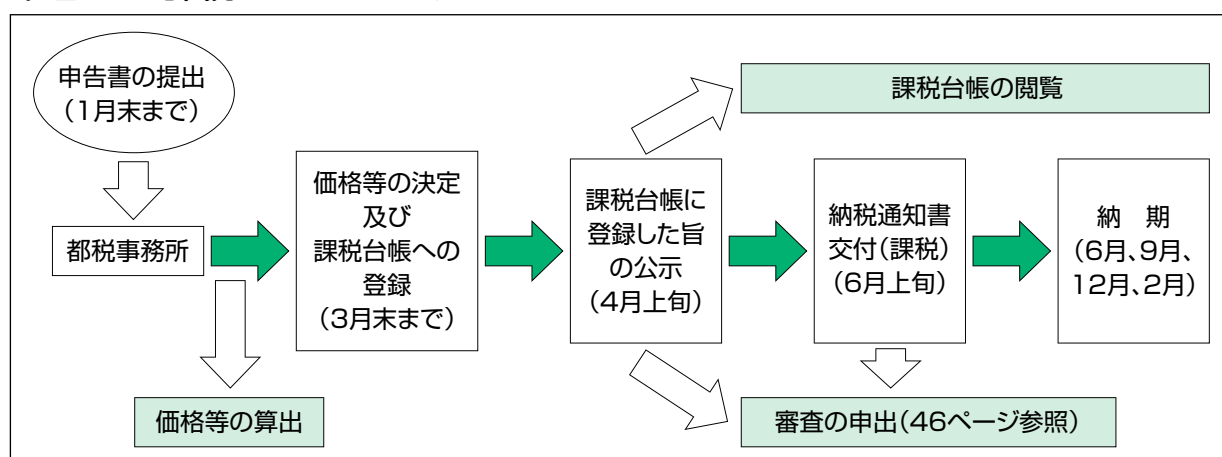 申告書の提出
(1月末まで)
都税事務所
価格等の算出
価格等の決定
及び
課税台帳への
登録
(3月末まで)
課税台帳に
登録した旨
の公示
(4月上旬)
課税台帳の閲覧
納税通知書
交付(課税)
(6月上旬)
審査の申出(46ページ参照)
納 期
(6月、9月、
12月、2月)